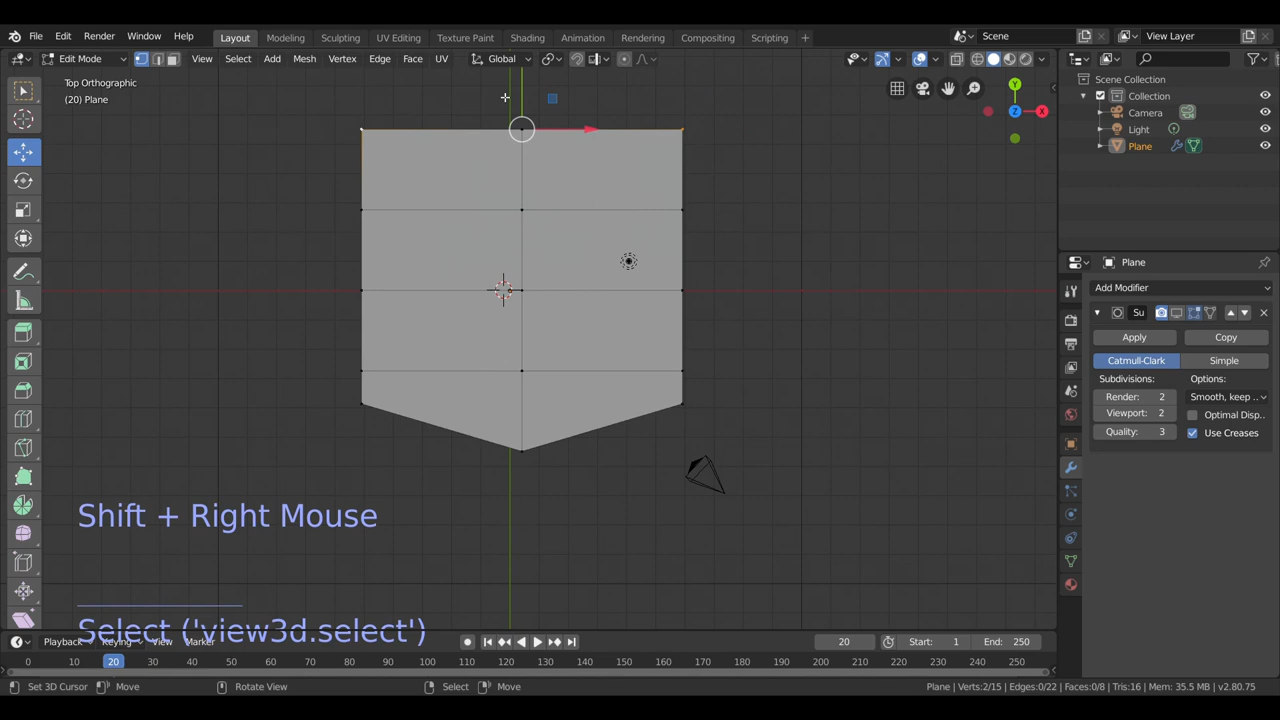 File Edit Render Window Help Layout Modeling Sculpting UV Editing Texture Paint Shading Animation Rendering Compositing Scripting + Scene View Layer
Edit Mode View Select Add Mesh Vertex Edge Face UV Global
Top Orthographic
(20) Plane
Y
X
Z
Scene Collection
Collection
Camera
Light
Plane
Plane
Add Modifier
Su
Apply Copy
Catmull-Clark Simple
Subdivisions: Options:
Render: 2 Smooth, keep ..
Viewport: 2 Optimal Disp..
Quality: 3 Use Creases
Shift + Right Mouse
Select ('view3d.select')
Playback Keying View Marker 20 Start: 1 End: 250
0 10 20 30 40 50 60 70 80 90 100 110 120 130 140 150 160 170 180 190 200 210 220 230 240 250
Set 3D Cursor Move Rotate View Select Move Plane | Verts:2/15 | Edges:0/22 | Faces:0/8 | Tris:16 | Mem: 35.5 MB | v2.80.75